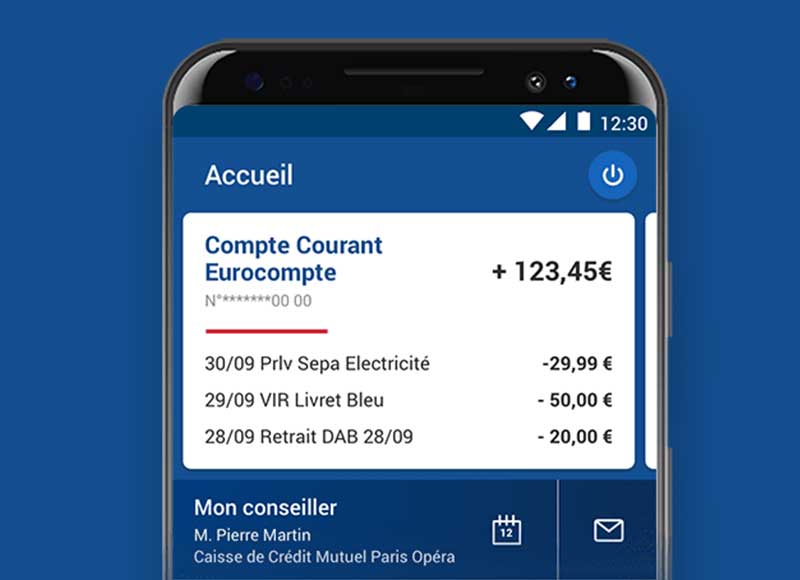 12:30
Accueil
Compte Courant
Eurocompte
+ 123,45€
N°*******00 00
30/09 Prlv Sepa Electricité -29,99 €
29/09 VIR Livret Bleu - 50,00 €
28/09 Retrait DAB 28/09 - 20,00 €
Mon conseiller
M. Pierre Martin
Caisse de Crédit Mutuel Paris Opéra
12